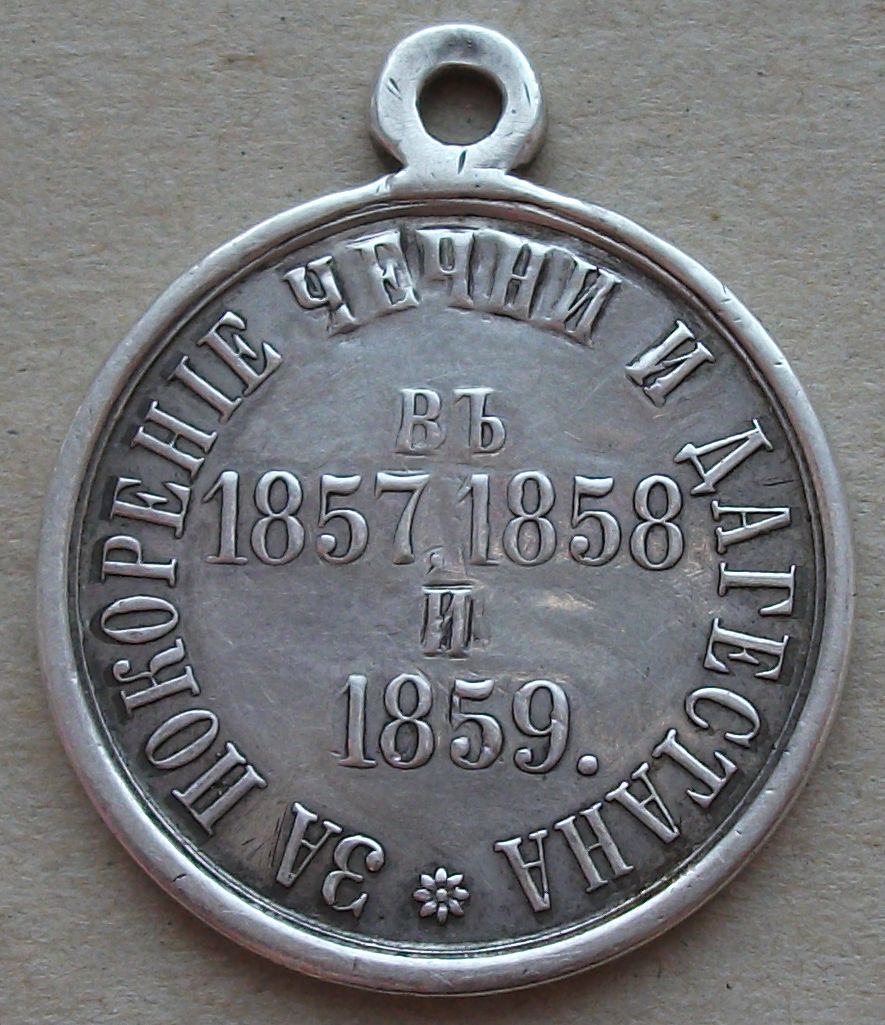 ЗА ПОКОРЕНІЕ ЧЕЧНИ И ДАГЕСТАНА
ВЪ
1857, 1858
И
1859.